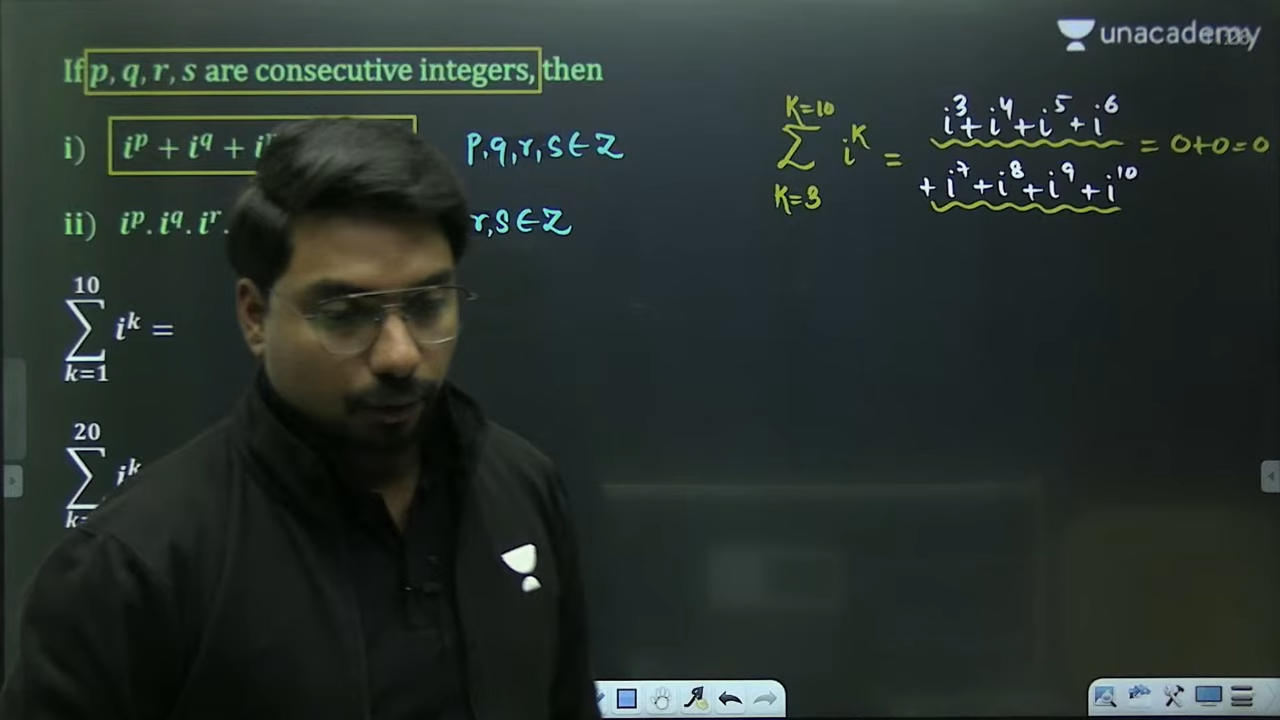 unacademy
If p, q, r, s are consecutive integers, then
i) i^p + i^q + i
p,q,r,s ∈ Z
ii) i^p. i^q. i^r.
r,s ∈ Z
10
∑ i^k =
k=1
20
∑ i^k
k=
K=10
∑ i^K =
K=3
i^3 + i^4 + i^5 + i^6
+ i^7 + i^8 + i^9 + i^10
= 0+0=0